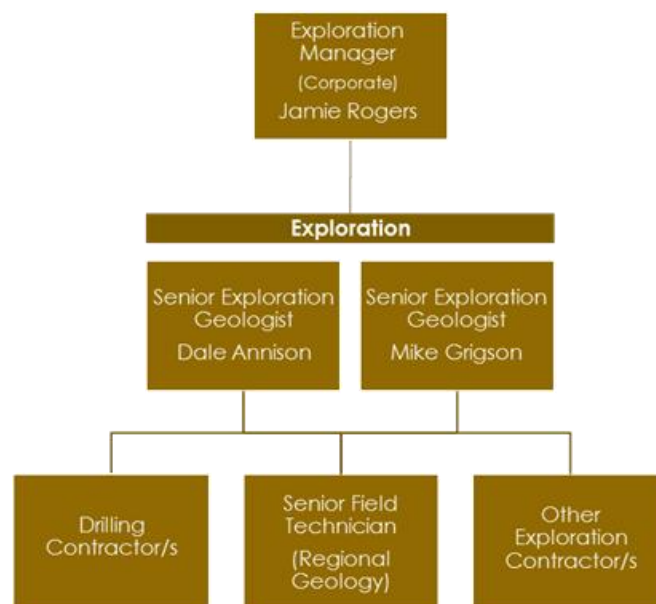 Exploration
Manager
(Corporate)
Jamie Rogers
Exploration
Senior Exploration
Geologist
Dale Annison
Senior Exploration
Geologist
Mike Grigson
Drilling
Contractor/s
Senior Field
Technician
(Regional
Geology)
Other
Exploration
Contractor/s